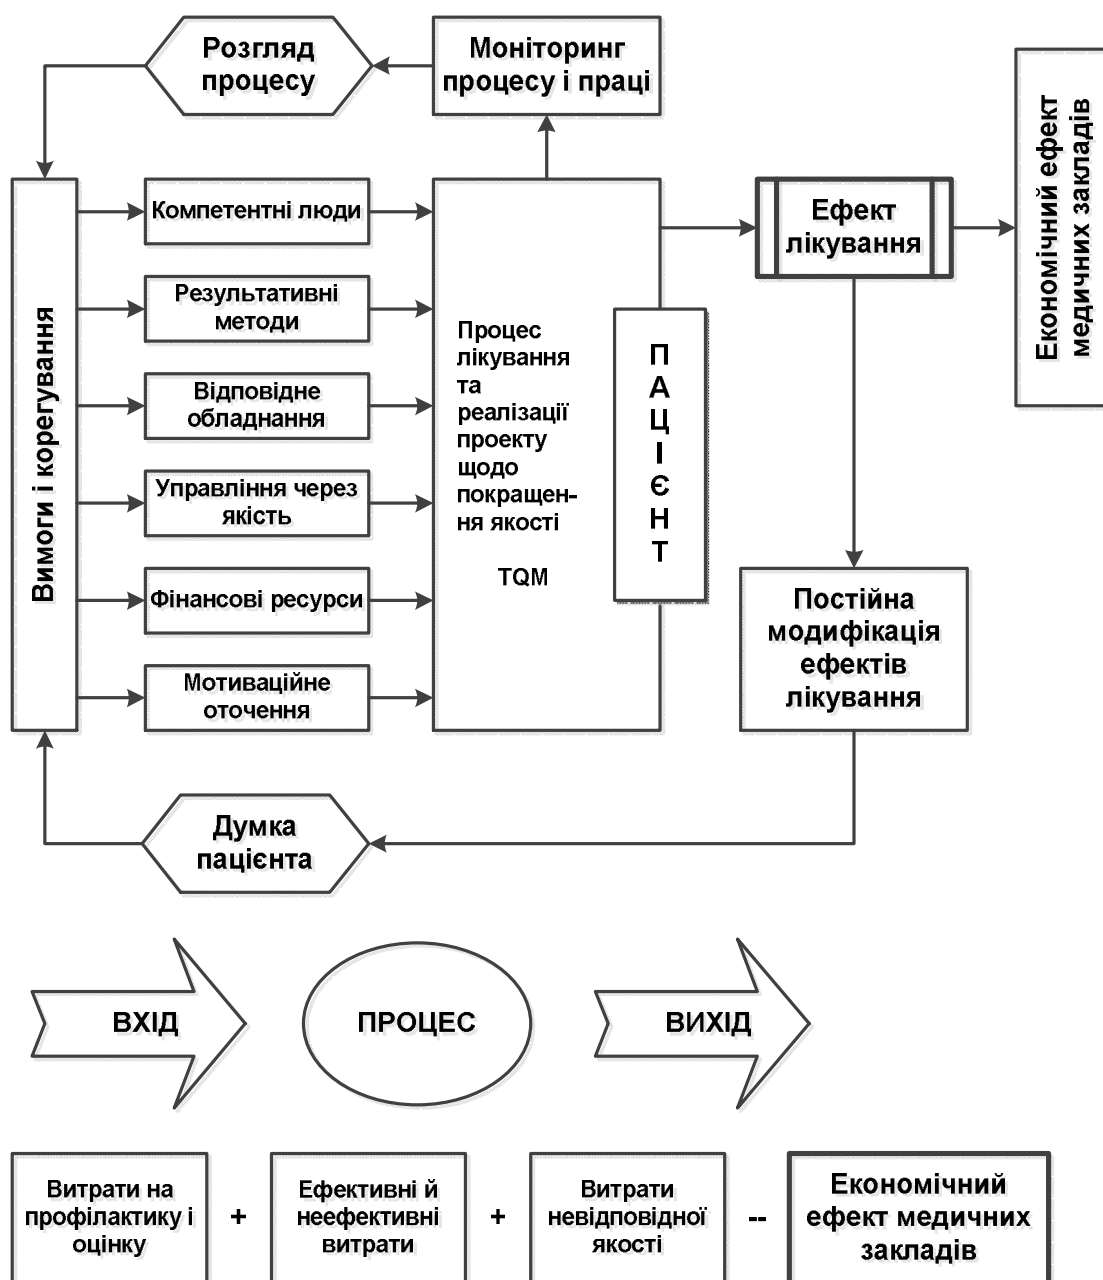 Розгляд
процесу
Моніторинг
процесу і праці
Економічний ефект
медичних закладів
Вимоги і корегування
Компетентні люди
Результативні
методи
Відповідне
обладнання
Управління через
якість
Фінансові ресурси
Мотиваційне
оточення
Процес
лікування
та
реалізації
проекту
щодо
покращен-
ня якості
TQM
П
А
Ц
І
Є
Н
Т
Ефект
лікування
Постійна
модифікація
ефектів
лікування
Думка
пацієнта
ВХІД
ПРОЦЕС
ВИХІД
Витрати на
профілактику і
оцінку
+
Ефективні й
неефективні
витрати
+
Витрати
невідповідної
якості
--
Економічний
ефект медичних
закладів